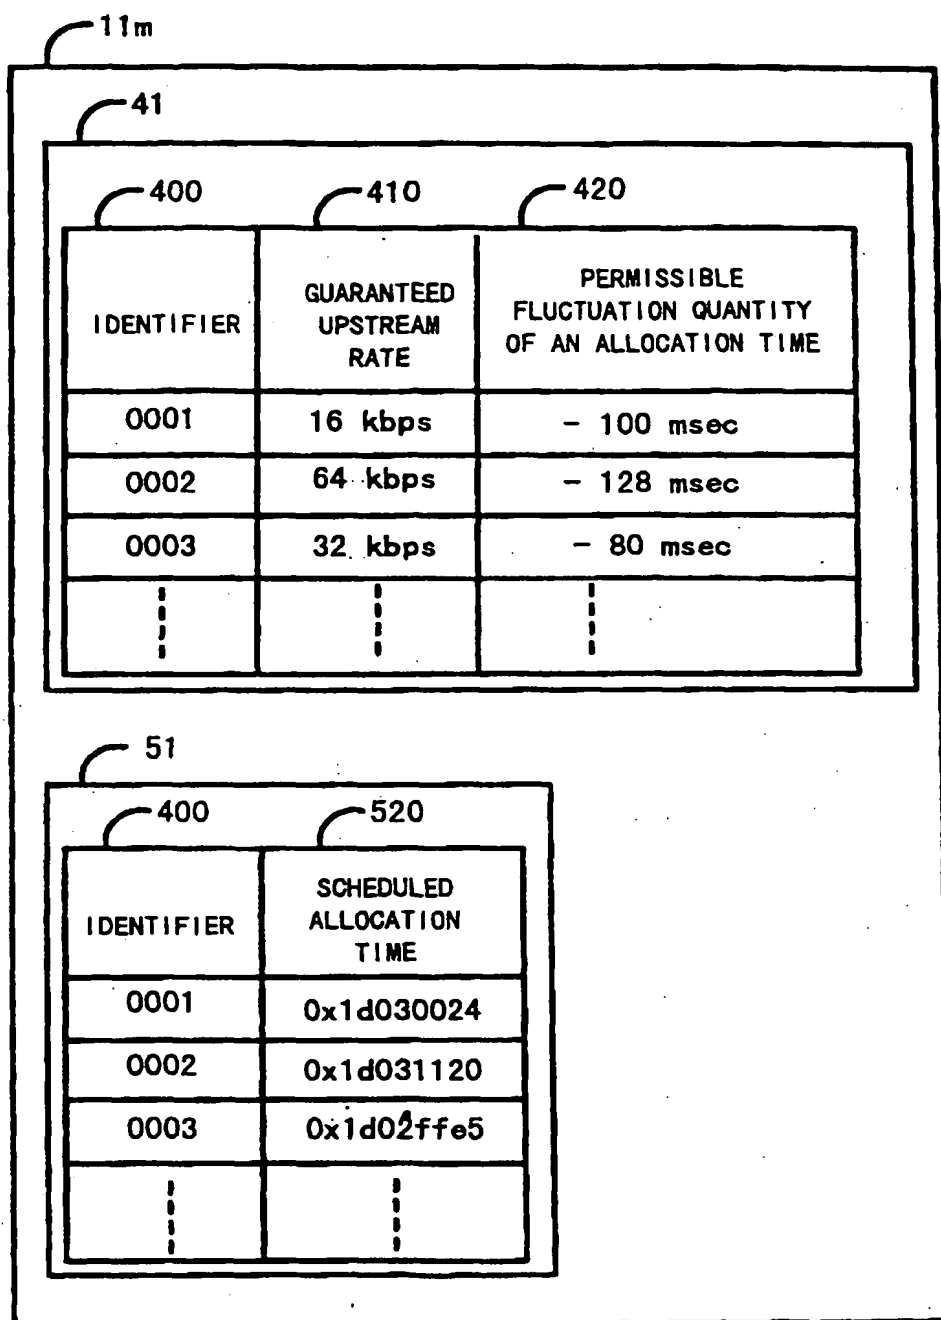 11m
41
400
410
420
IDENTIFIER
GUARANTEED
UPSTREAM
RATE
PERMISSIBLE
FLUCTUATION QUANTITY
OF AN ALLOCATION TIME
0001
16 kbps
- 100 msec
0002
64 kbps
- 128 msec
0003
32 kbps
- 80 msec
51
400
520
IDENTIFIER
SCHEDULED
ALLOCATION
TIME
0001
0x1d030024
0002
0x1d031120
0003
0x1d02ffe5